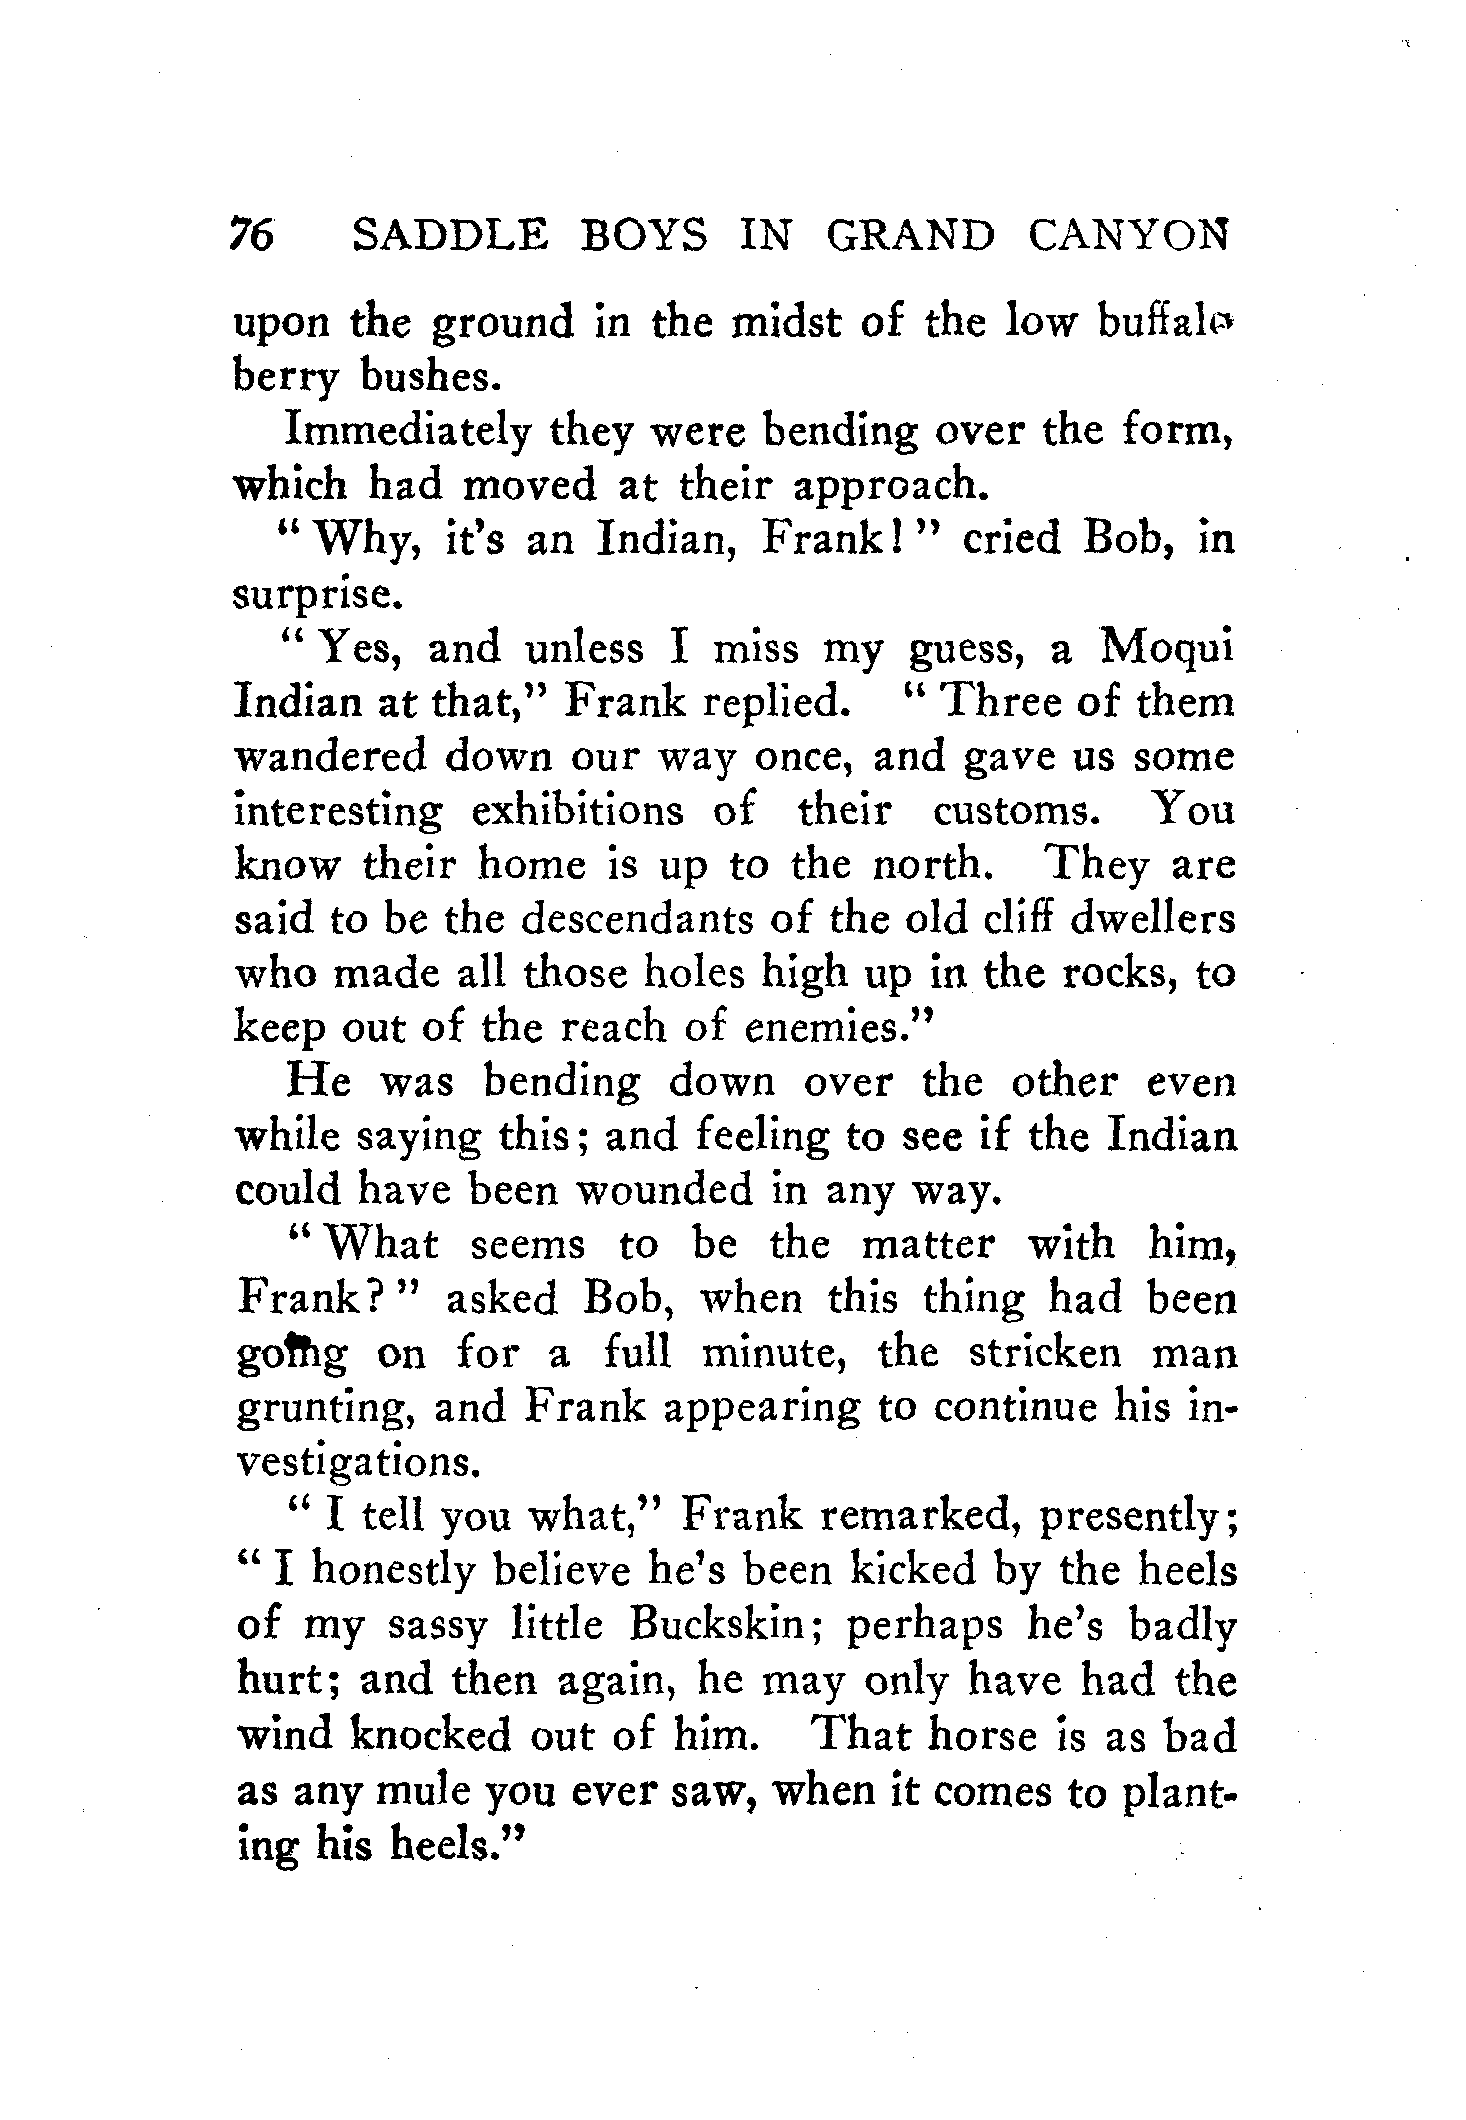 76 SADDLE BOYS IN GRAND CANYON
upon the ground in the midst of the low buffalo
berry bushes.
Immediately they were bending over the form,
which had moved at their approach.
" Why, it's an Indian, Frank! " cried Bob, in
surprise.
" Yes, and unless I miss my guess, a Moqui
Indian at that," Frank replied. " Three of them
wandered down our way once, and gave us some
interesting exhibitions of their customs. You
know their home is up to the north. They are
said to be the descendants of the old cliff dwellers
who made all those holes high up in the rocks, to
keep out of the reach of enemies."
He was bending down over the other even
while saying this; and feeling to see if the Indian
could have been wounded in any way.
" What seems to be the matter with him,
Frank? " asked Bob, when this thing had been
going on for a full minute, the stricken man
grunting, and Frank appearing to continue his in-
vestigations.
" I tell you what," Frank remarked, presently;
" I honestly believe he's been kicked by the heels
of my sassy little Buckskin; perhaps he's badly
hurt; and then again, he may only have had the
wind knocked out of him. That horse is as bad
as any mule you ever saw, when it comes to plant-
ing his heels."